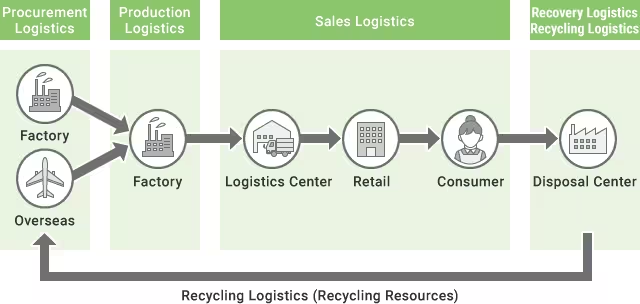 Procurement
Logistics
Production
Logistics
Sales Logistics
Recovery Logistics
Recycling Logistics
Factory
Overseas
Factory
Logistics Center
Retail
Consumer
Disposal Center
Recycling Logistics (Recycling Resources)